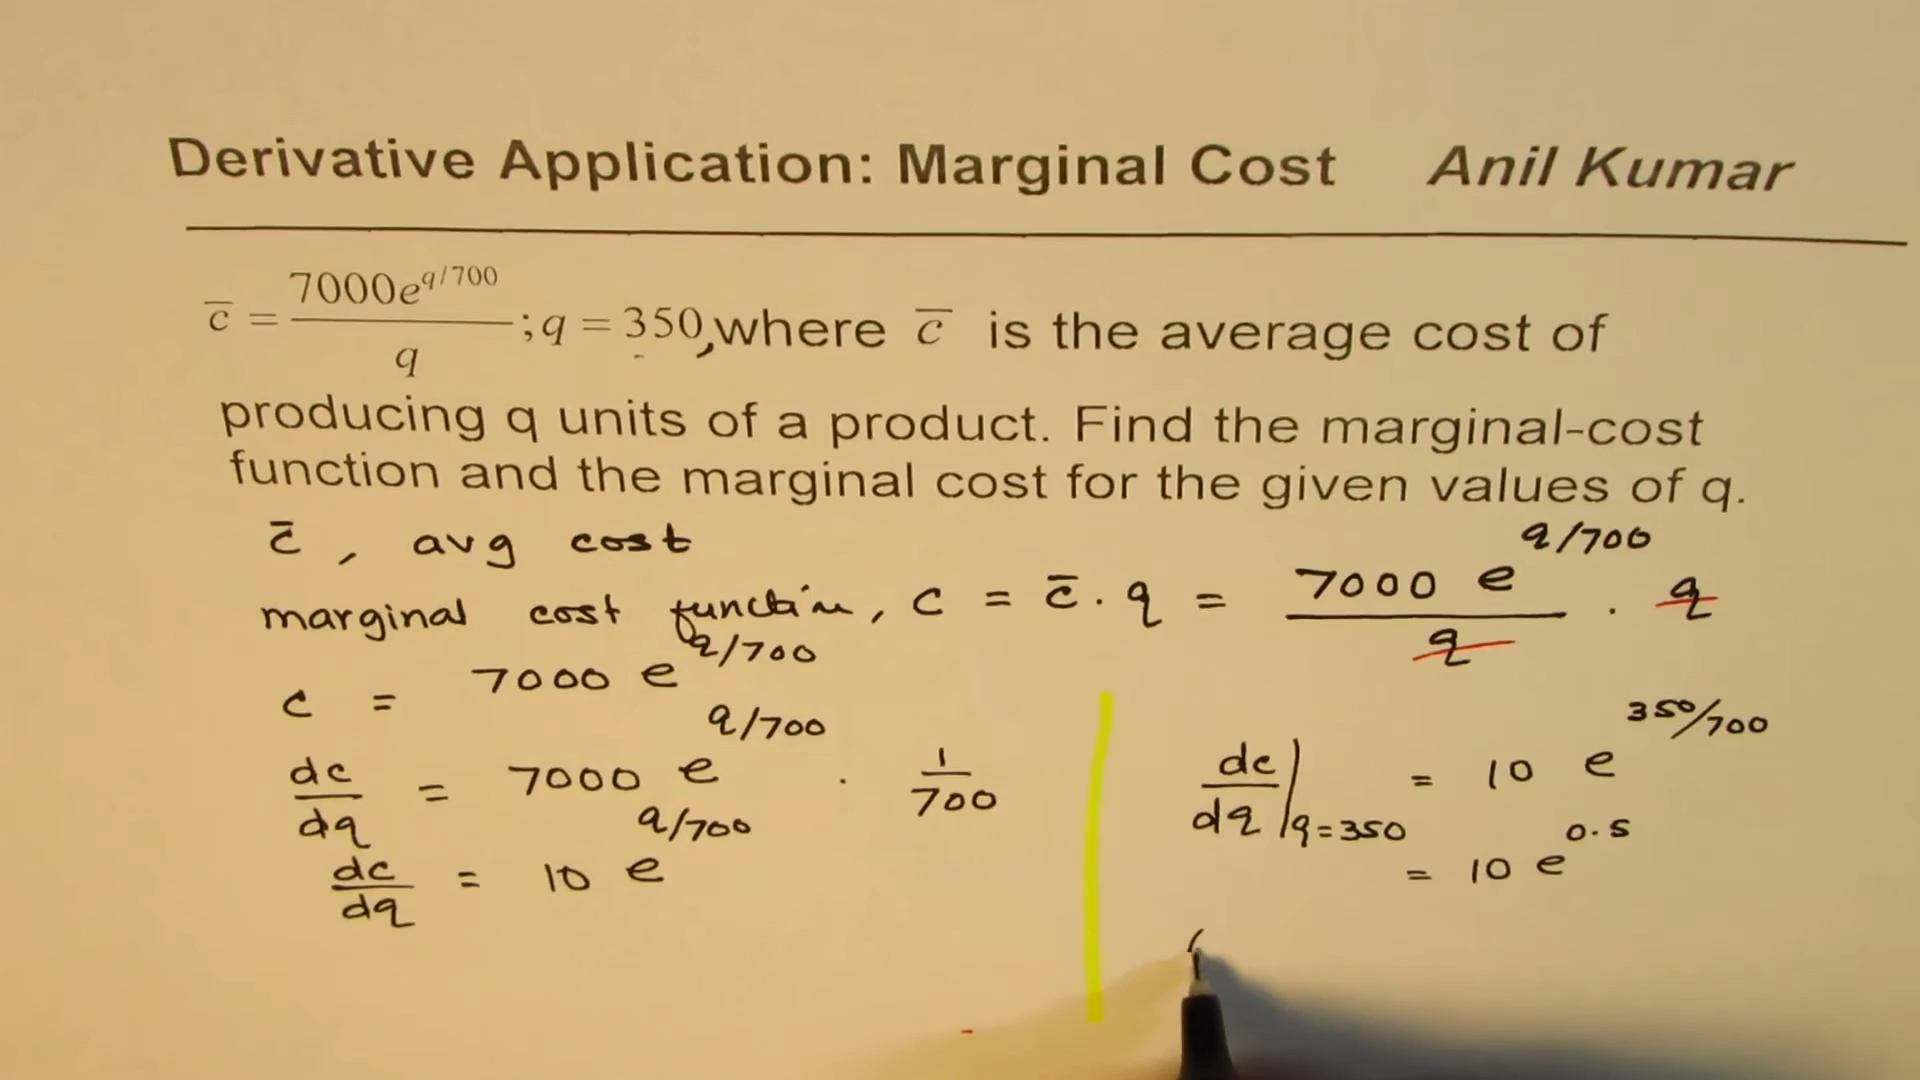 Derivative Application: Marginal Cost Anil Kumar
c̅ = 7000e^{q/700} / q ; q = 350, where c̅ is the average cost of
producing q units of a product. Find the marginal-cost
function and the marginal cost for the given values of q.
c̅ , avg cost
marginal cost function, c = c̅ . q = 7000 e^{q/700} / q . q
c = 7000 e^{q/700}
dc/dq = 7000 e^{q/700} . 1/700
dc/dq = 10 e^{q/700}
dc/dq |q=350 = 10 e^{350/700}
= 10 e^{0.5}